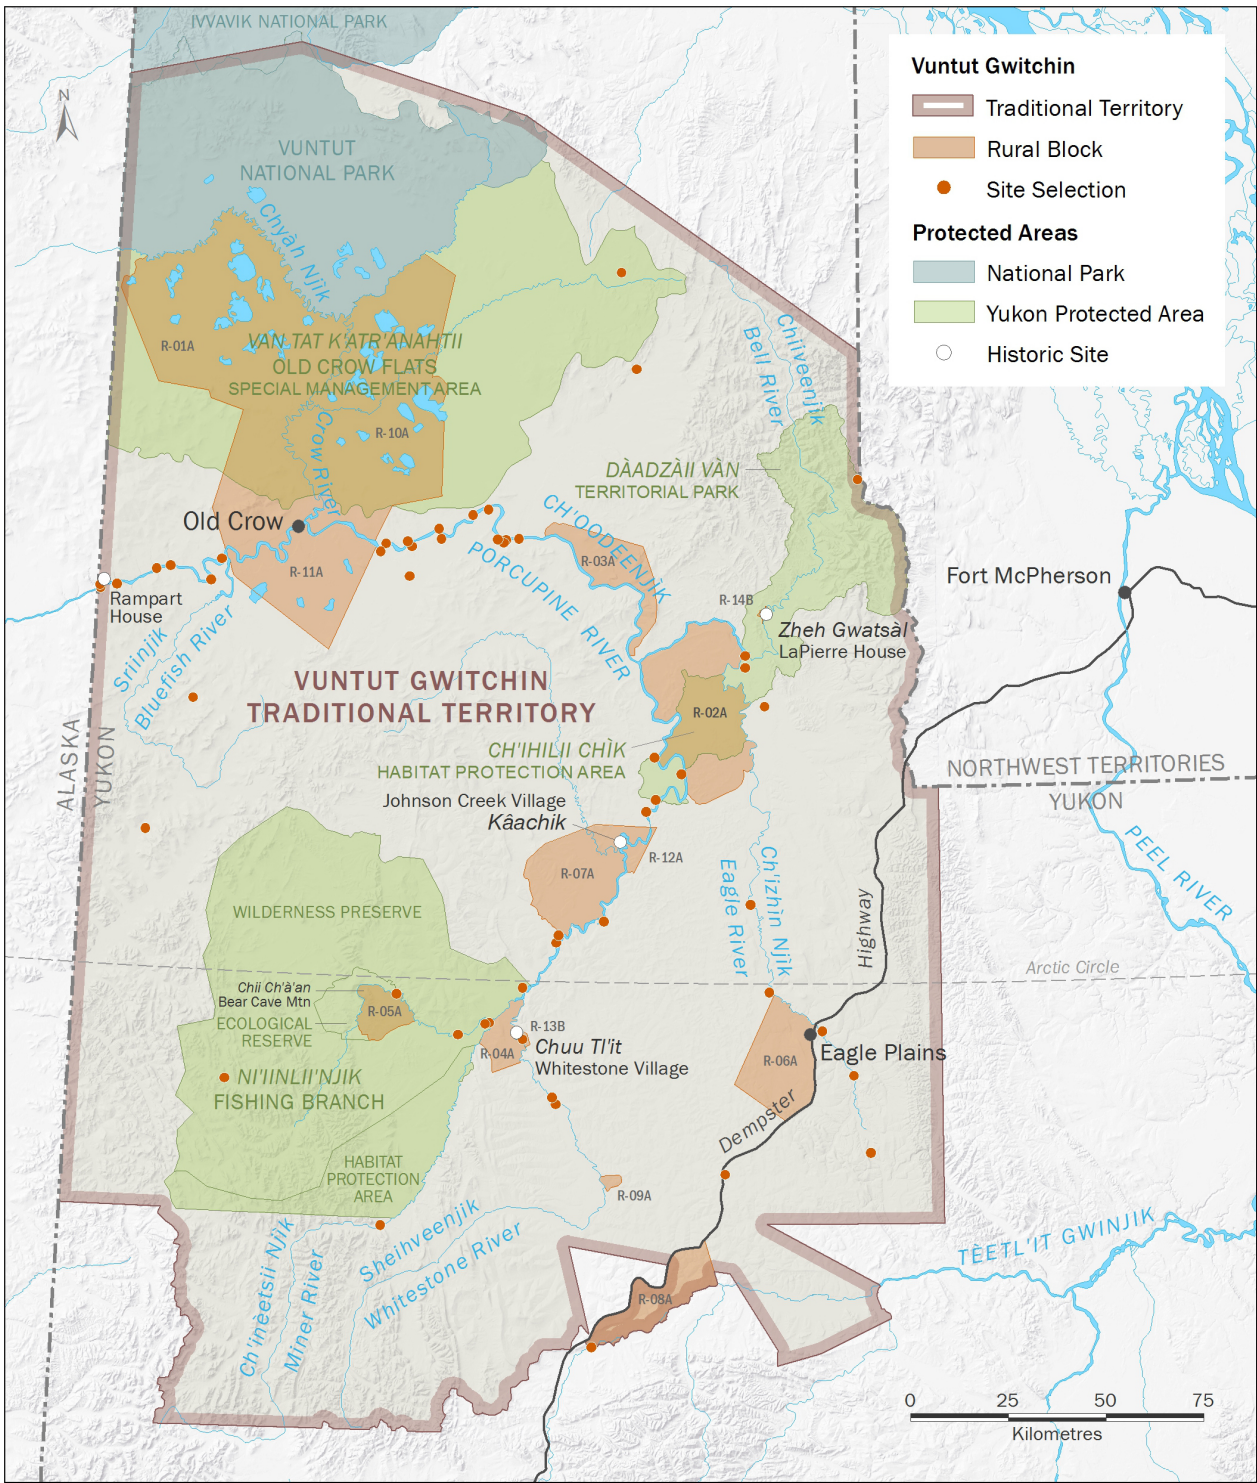 IVVAVIK NATIONAL PARK
N
VUNTUT
NATIONAL PARK
Chyàh Njìk
R-01A
VAN TAT K'ATR'ANAHTII
OLD CROW FLATS
SPECIAL MANAGEMENT AREA
R-10A
Crow River
Chiiveenjìk
Bell River
DÀADZÀII VÀN
TERRITORIAL PARK
Old Crow
CH'OODEENJÌK
PORCUPINE RIVER
R-03A
R-11A
Rampart
House
Sriinjik
Bluefish River
R-14B
Zheh Gwatsàl
LaPierre House
Fort McPherson
VUNTUT GWITCHIN
TRADITIONAL TERRITORY
R-02A
CH'IHILII CHÌK
HABITAT PROTECTION AREA
ALASKA
YUKON
NORTHWEST TERRITORIES
YUKON
Johnson Creek Village
Kâachik
R-12A
R-07A
PEEL RIVER
Eagle River
Ch'izhìn Njìk
Highway
WILDERNESS PRESERVE
Arctic Circle
Chii Ch'à'an
Bear Cave Mtn
R-05A
ECOLOGICAL
RESERVE
R-13B
Chuu Tl'it
Whitestone Village
R-04A
R-06A
Eagle Plains
NI'IINLII'NJIK
FISHING BRANCH
Dempster
HABITAT
PROTECTION
AREA
R-09A
Ch'ineetsii Njìk
Miner River
Sheihveenjik
Whitestone River
TÈETL'IT GWINJIK
R-08A
Vuntut Gwitchin
Traditional Territory
Rural Block
Site Selection
Protected Areas
National Park
Yukon Protected Area
Historic Site
0 25 50 75
Kilometres